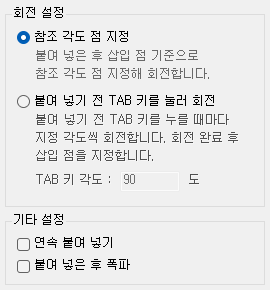 회전 설정
참조 각도 점 지정
붙여 넣은 후 삽입 점 기준으로
참조 각도 점 지정해 회전합니다.
붙여 넣기 전 TAB 키를 눌러 회전
붙여 넣기 전 TAB 키를 누를 때마다
지정 각도씩 회전합니다. 회전 완료 후
삽입 점을 지정합니다.
TAB 키 각도 : 90 도
기타 설정
연속 붙여 넣기
붙여 넣은 후 폭파